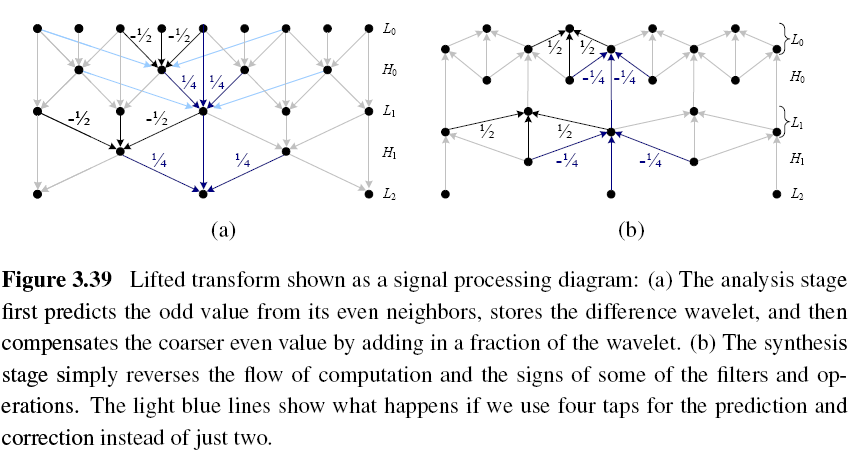 -½ -½ L₀
H₀
¼ ¼
L₁
-½ -½
H₁
¼ ¼
L₂
(a)
½ ½ L₀
-¼ -¼ H₀
L₁
½ ½
H₁
-¼ -¼
L₂
(b)
Figure 3.39 Lifted transform shown as a signal processing diagram: (a) The analysis stage
first predicts the odd value from its even neighbors, stores the difference wavelet, and then
compensates the coarser even value by adding in a fraction of the wavelet. (b) The synthesis
stage simply reverses the flow of computation and the signs of some of the filters and op-
erations. The light blue lines show what happens if we use four taps for the prediction and
correction instead of just two.